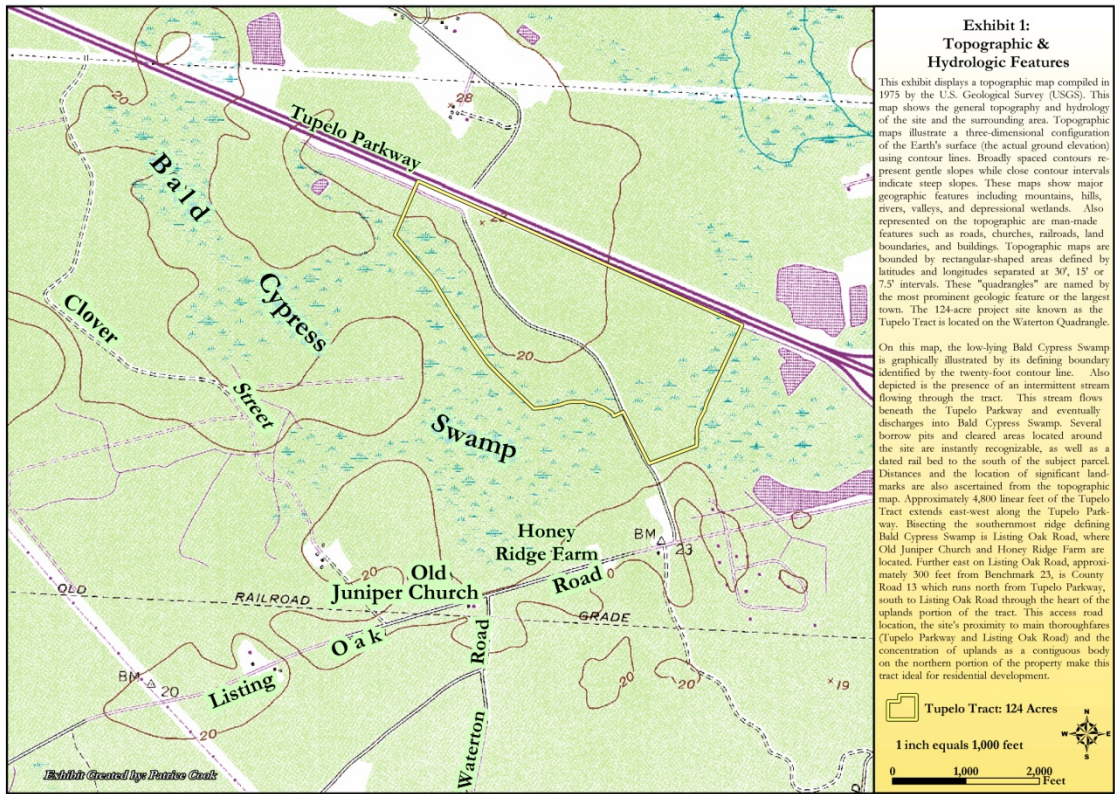 20
28
Tupelo Parkway
Bald
22
Cypress
Clover
20
Street
Swamp
Honey
Ridge Farm
BM
23
20
Old
Juniper Church
Road
0
OLD
RAILROAD
GRADE
Oak
Road
BM
20
Listing
20
20
20
19
20
Waterton
Exhibit Created by: Patrice Cook
Exhibit 1:
Topographic &
Hydrologic Features
This exhibit displays a topographic map compiled in
1975 by the U.S. Geological Survey (USGS). This
map shows the general topography and hydrology
of the site and the surrounding area. Topographic
maps illustrate a three-dimensional configuration
of the Earth's surface (the actual ground elevation)
using contour lines. Broadly spaced contours re-
present gentle slopes while close contour intervals
indicate steep slopes. These maps show major
geographic features including mountains, hills,
rivers, valleys, and depressional wetlands. Also
represented on the topographic are man-made
features such as roads, churches, railroads, land
boundaries, and buildings. Topographic maps are
bounded by rectangular-shaped areas defined by
latitudes and longitudes separated at 30', 15' or
7.5' intervals. These "quadrangles" are named by
the most prominent geologic feature or the largest
town. The 124-acre project site known as the
Tupelo Tract is located on the Waterton Quadrangle.
On this map, the low-lying Bald Cypress Swamp
is graphically illustrated by its defining boundary
identified by the twenty-foot contour line. Also
depicted is the presence of an intermittent stream
flowing through the tract. This stream flows
beneath the Tupelo Parkway and eventually
discharges into Bald Cypress Swamp. Several
borrow pits and cleared areas located around
the site are instantly recognizable, as well as a
dated rail bed to the south of the subject parcel.
Distances and the location of significant land-
marks are also ascertained from the topographic
map. Approximately 4,800 linear feet of the Tupelo
Tract extends east-west along the Tupelo Park-
way. Bisecting the southernmost ridge defining
Bald Cypress Swamp is Listing Oak Road, where
Old Juniper Church and Honey Ridge Farm are
located. Further east on Listing Oak Road, approxi-
mately 300 feet from Benchmark 23, is County
Road 13 which runs north from Tupelo Parkway,
south to Listing Oak Road through the heart of the
uplands portion of the tract. This access road
location, the site's proximity to main thoroughfares
(Tupelo Parkway and Listing Oak Road) and the
concentration of uplands as a contiguous body
on the northern portion of the property make this
tract ideal for residential development.
Tupelo Tract: 124 Acres
1 inch equals 1,000 feet
N
W E
S
0 1,000 2,000
Feet